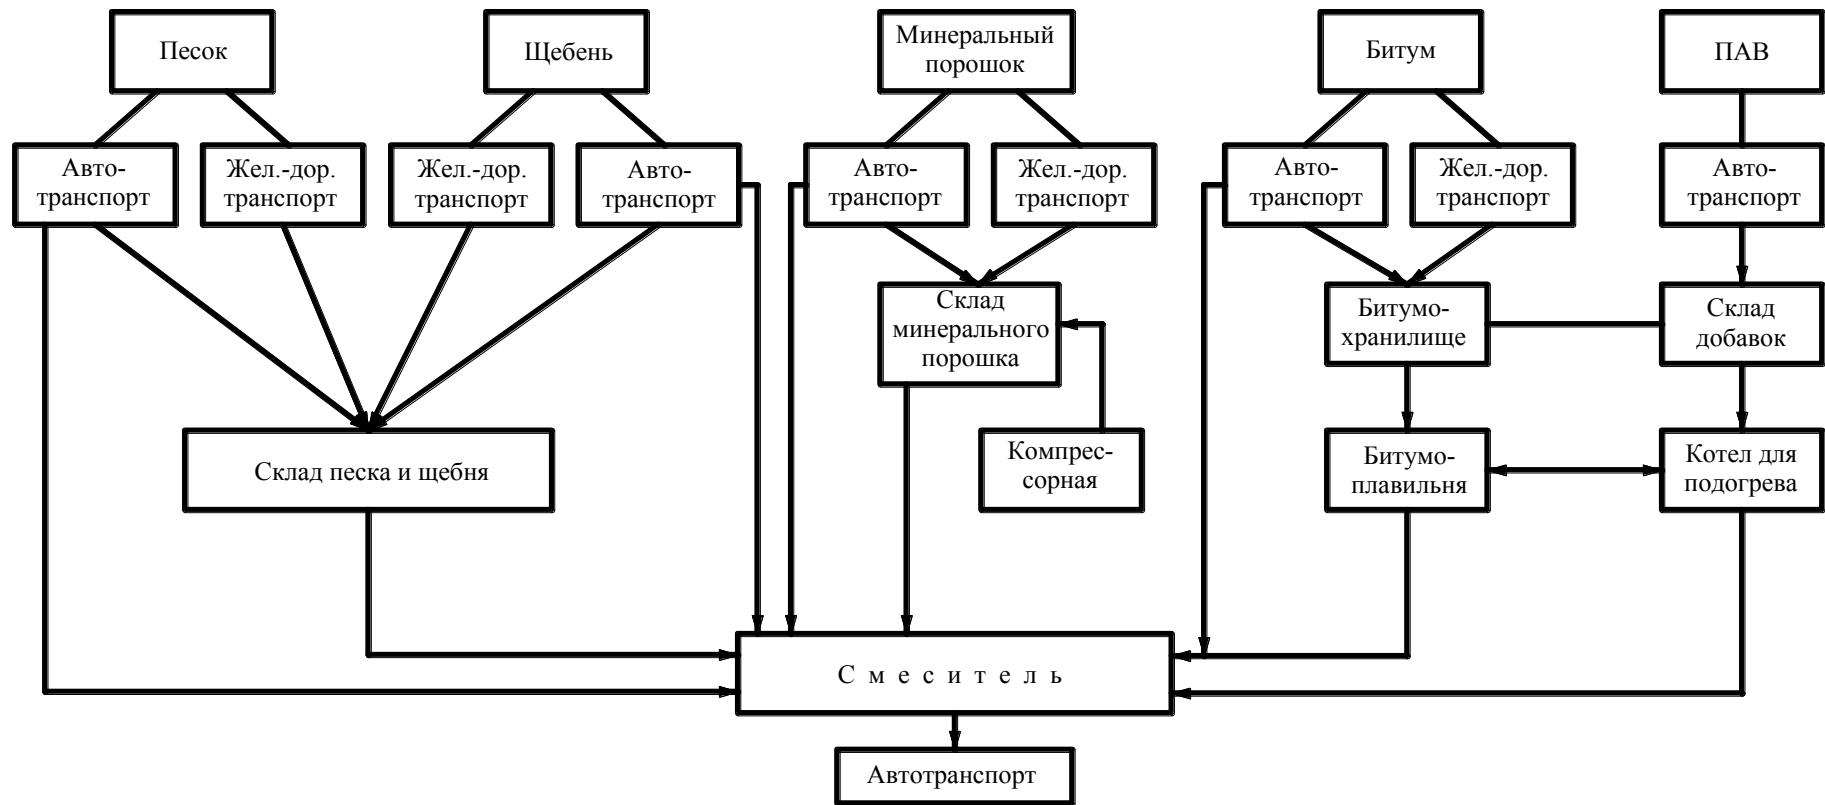 Песок
Щебень
Минеральный
порошок
Битум
ПАВ
Авто-
транспорт
Жел.-дор.
транспорт
Жел.-дор.
транспорт
Авто-
транспорт
Авто-
транспорт
Жел.-дор.
транспорт
Авто-
транспорт
Жел.-дор.
транспорт
Авто-
транспорт
Склад
минерального
порошка
Битумо-
хранилище
Склад
добавок
Склад песка и щебня
Компрес-
сорная
Битумо-
плавильня
Котел для
подогрева
С м е с и т е л ь
Автотранспорт